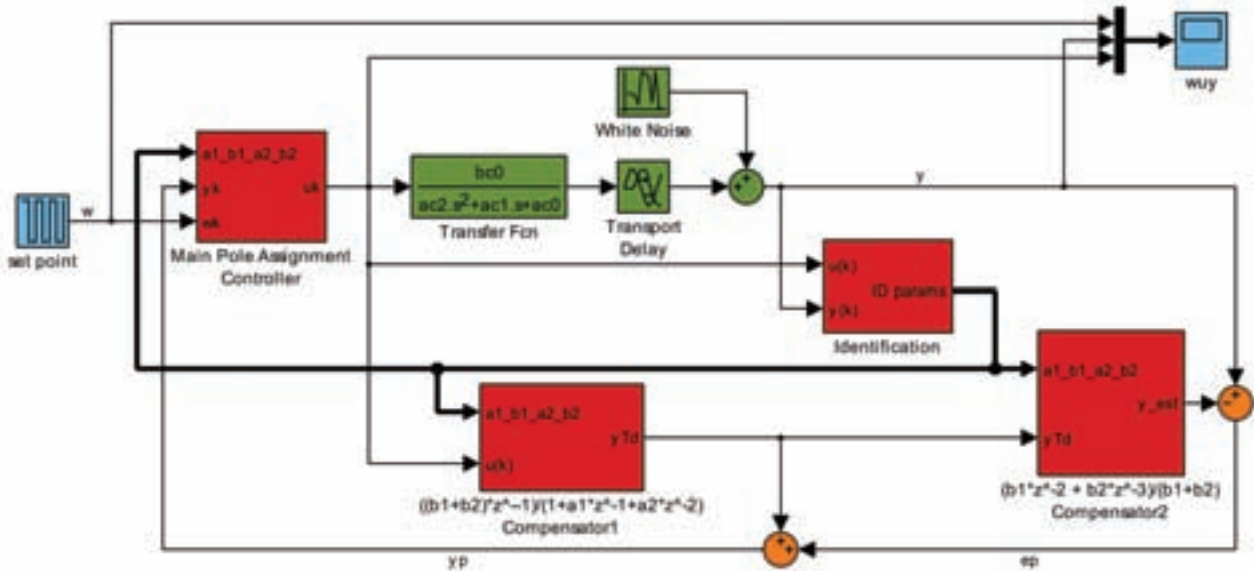 wuy
White Noise
a1_b1_a2_b2
yk
uk
set point
w
Main Pole Assignment
Controller
bc0
ac2.s²+ac1.s+ac0
Transfer Fcn
Transport
Delay
y
u(k)
ID params
y(k)
Identification
a1_b1_a2_b2
yTd
u(k)
((b1+b2)*z^-1)/(1+a1*z^-1+a2*z^-2)
Compensator1
a1_b1_a2_b2
y_est
yTd
(b1*z^-2 + b2*z^-3)/(b1+b2)
Compensator2
yp
ep